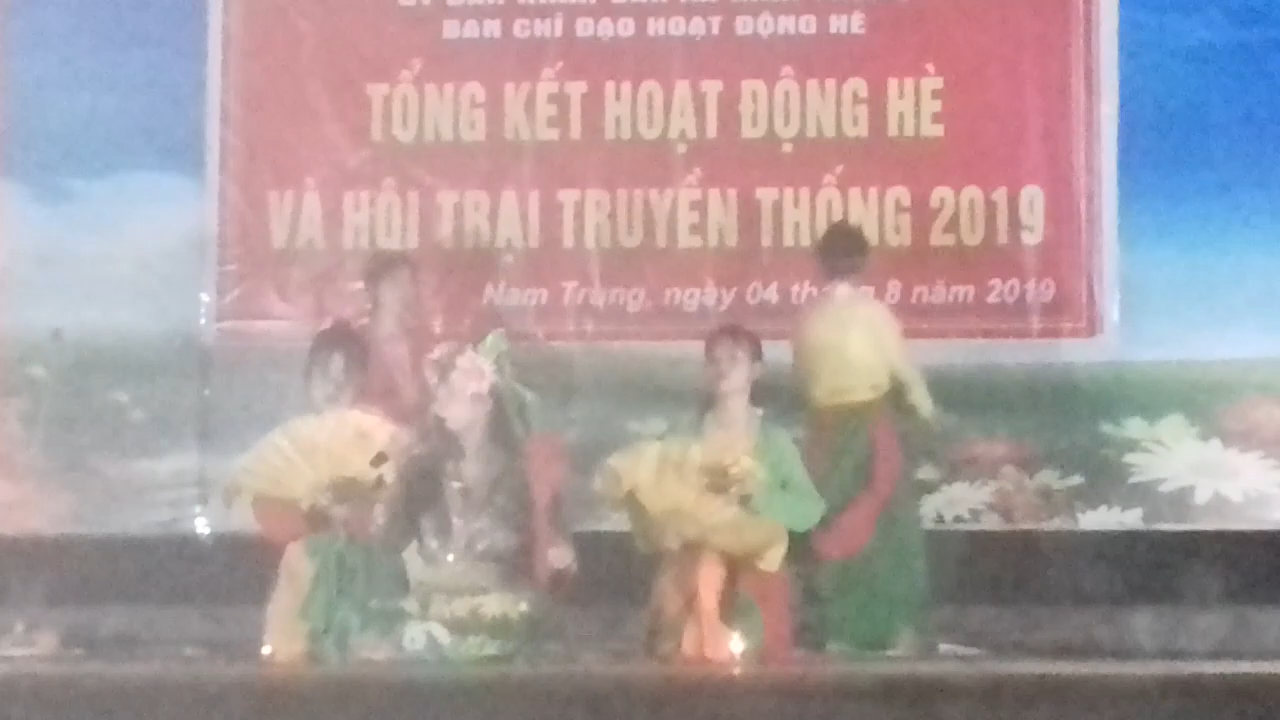 BAN CHỈ ĐẠO HOẠT ĐỘNG HÈ
TỔNG KẾT HOẠT ĐỘNG HÈ
VÀ HỘI TRẠI TRUYỀN THỐNG 2019
Nam Trung, ngày 04 tháng 8 năm 2019